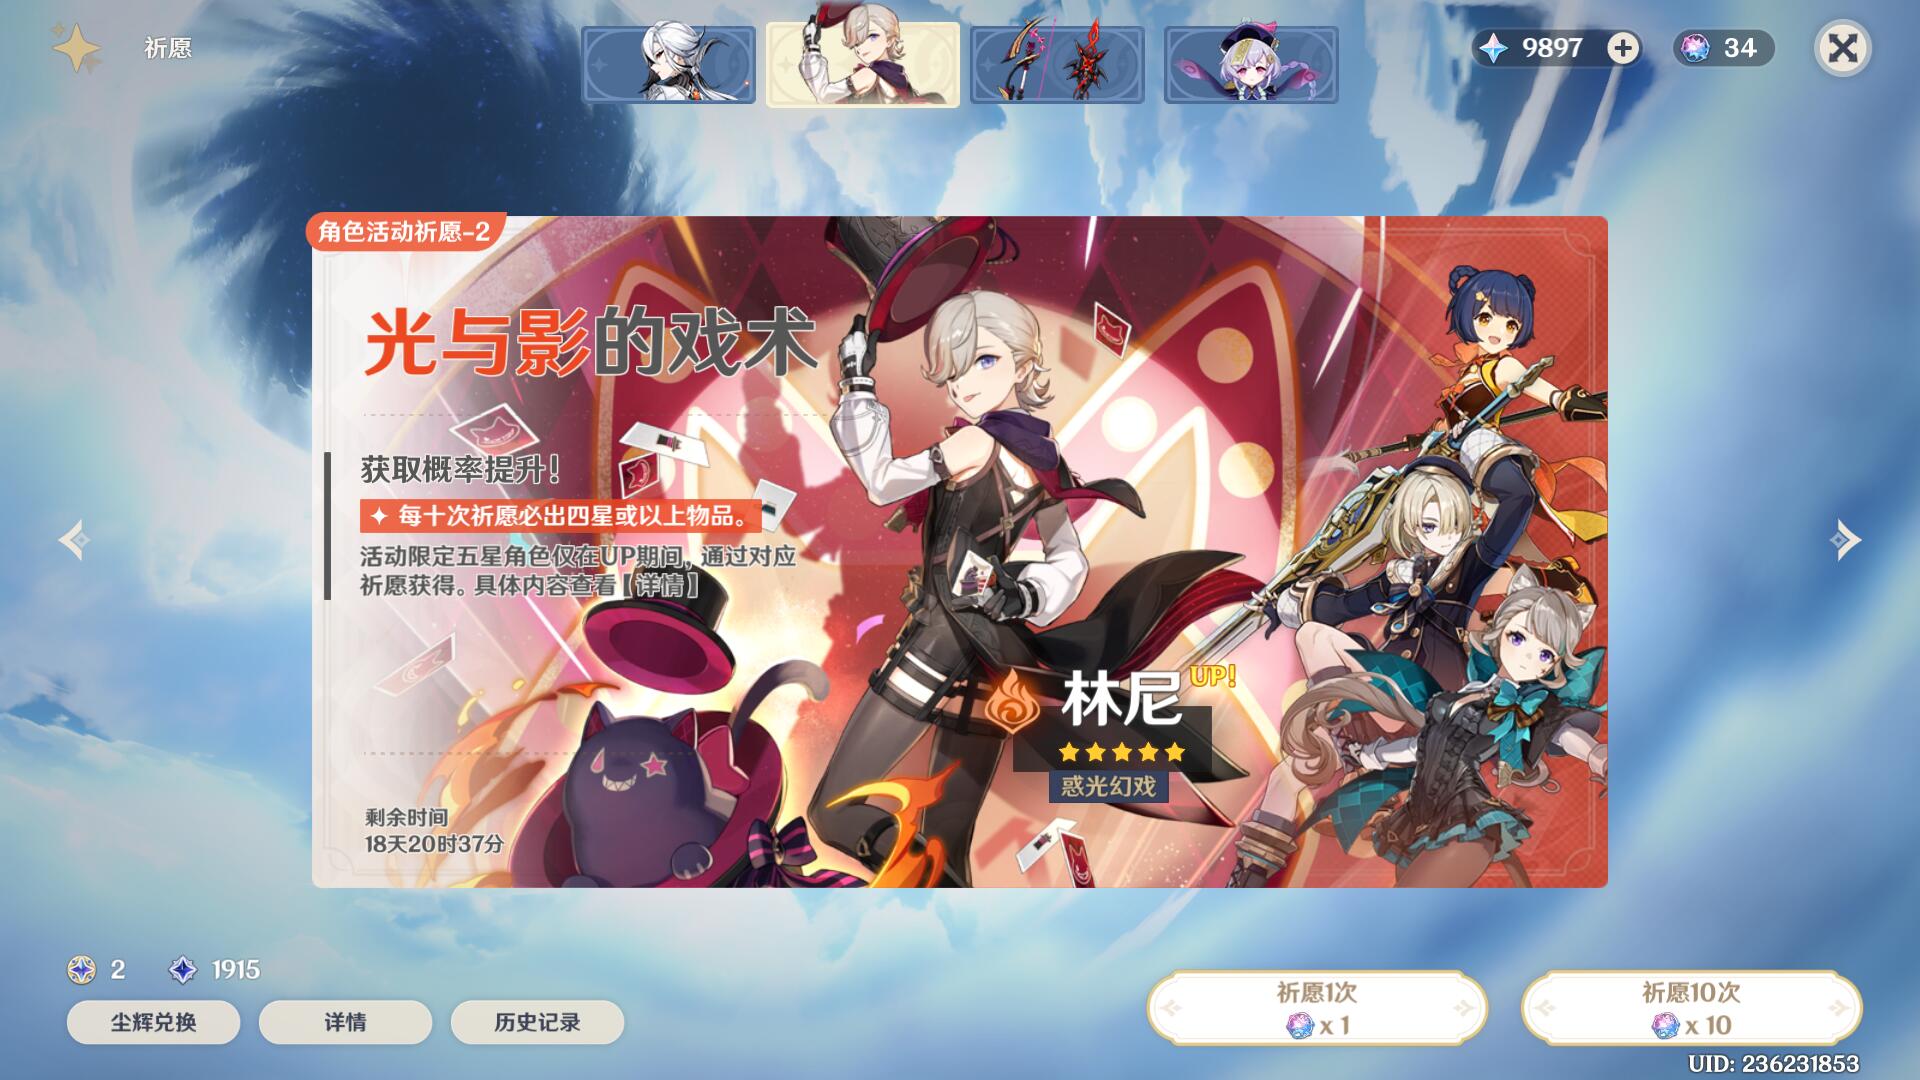 祈愿
9897
34
角色活动祈愿-2
光与影的戏术
获取概率提升！
每十次祈愿必出四星或以上物品。
活动限定五星角色仅在UP期间，通过对应
祈愿获得。具体内容查看【详情】
林尼 UP!
惑光幻戏
剩余时间
18天20时37分
2
1915
尘辉兑换
详情
历史记录
祈愿1次
x 1
祈愿10次
x 10
UID: 236231853